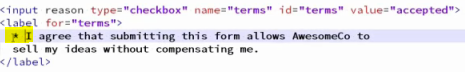 <input reason type="checkbox" name="terms" id="terms" value="accepted">
<label for="terms">
* I agree that submitting this form allows AwesomeCo to
sell my ideas without compensating me.
</label>